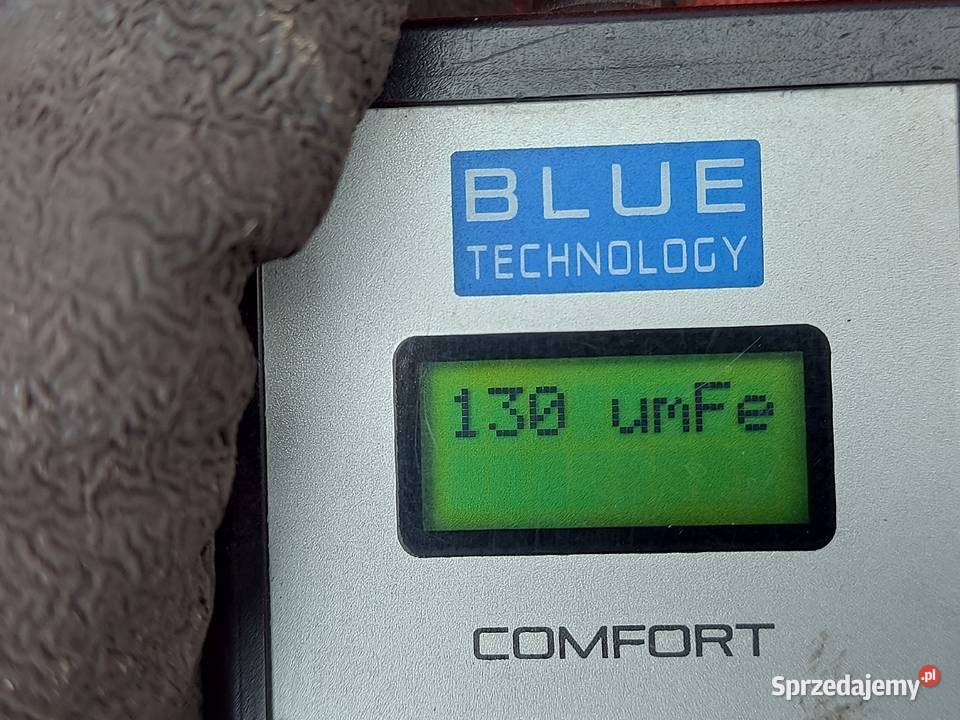 BLUE
TECHNOLOGY
130 umFe
COMFORT
Sprzedajemy.pl